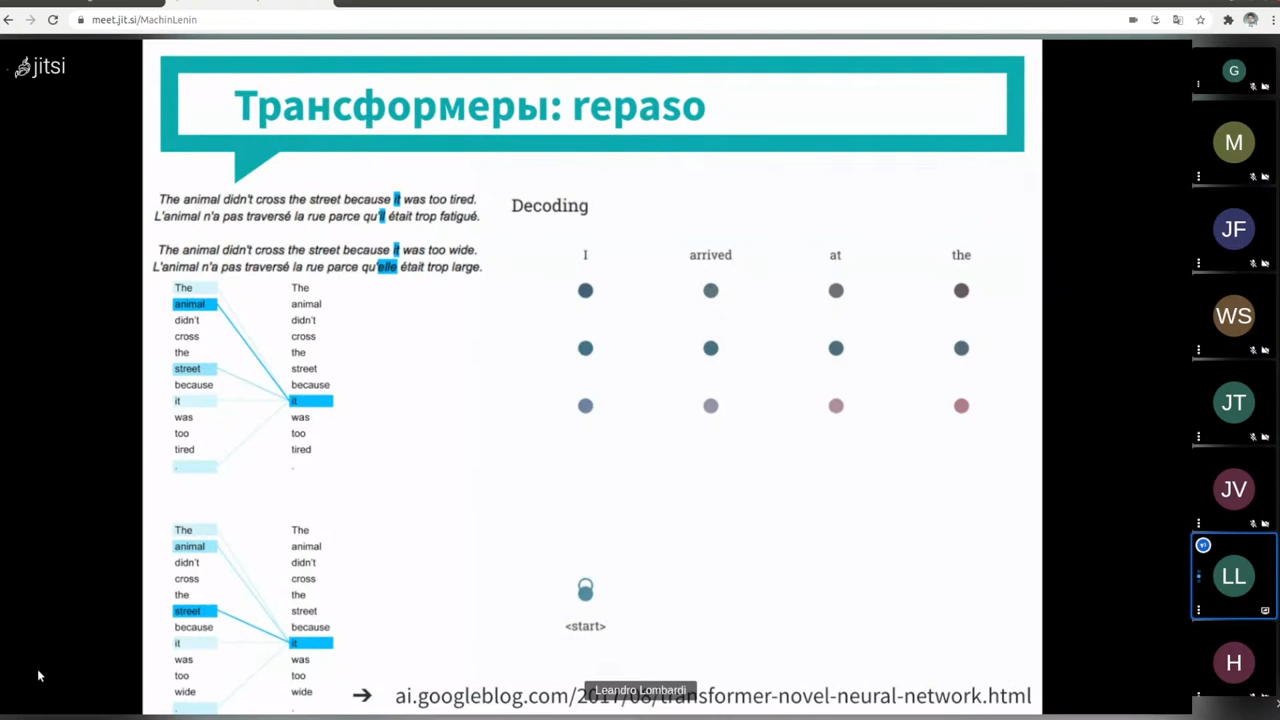 meet.jit.si/MachinLenin
jitsi
Трансформеры: repaso
The animal didn't cross the street because it was too tired.
L'animal n'a pas traversé la rue parce qu'il était trop fatigué.
The animal didn't cross the street because it was too wide.
L'animal n'a pas traversé la rue parce qu'elle était trop large.
The The
animal animal
didn't didn't
cross cross
the the
street street
because because
it it
was was
too too
tired tired
. .
The The
animal animal
didn't didn't
cross cross
the the
street street
because because
it it
was was
too too
wide wide
. .
Decoding
I arrived at the
<start>
➔ ai.googleblog.com/2017/08/transformer-novel-neural-network.html
Leandro Lombardi
G
M
JF
WS
JT
JV
LL
H